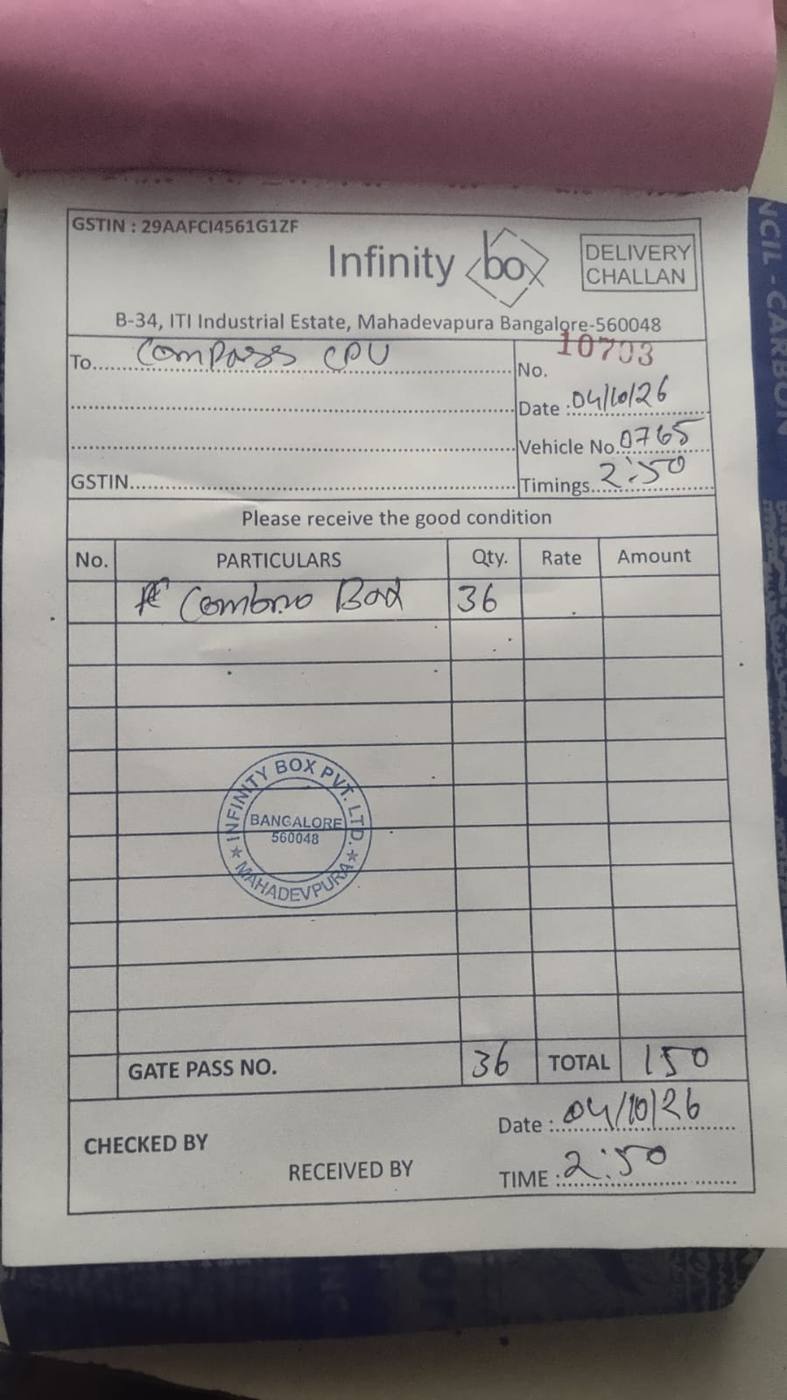 GSTIN : 29AAFCI4561G1ZF
Infinity box
DELIVERY CHALLAN
B-34, ITI Industrial Estate, Mahadevapura Bangalore-560048
To Compass CPU
No. 10703
Date : 04/10/26
Vehicle No. 0765
GSTIN
Timings 2:50
Please receive the good condition
No. PARTICULARS Qty. Rate Amount
36
INFINITY BOX PVT. LTD.
BANGALORE
560048
MAHADEVPURA
GATE PASS NO. 36 TOTAL 150
Date : 04/10/26
CHECKED BY
RECEIVED BY
TIME : 2:50
NCIL - CARBON